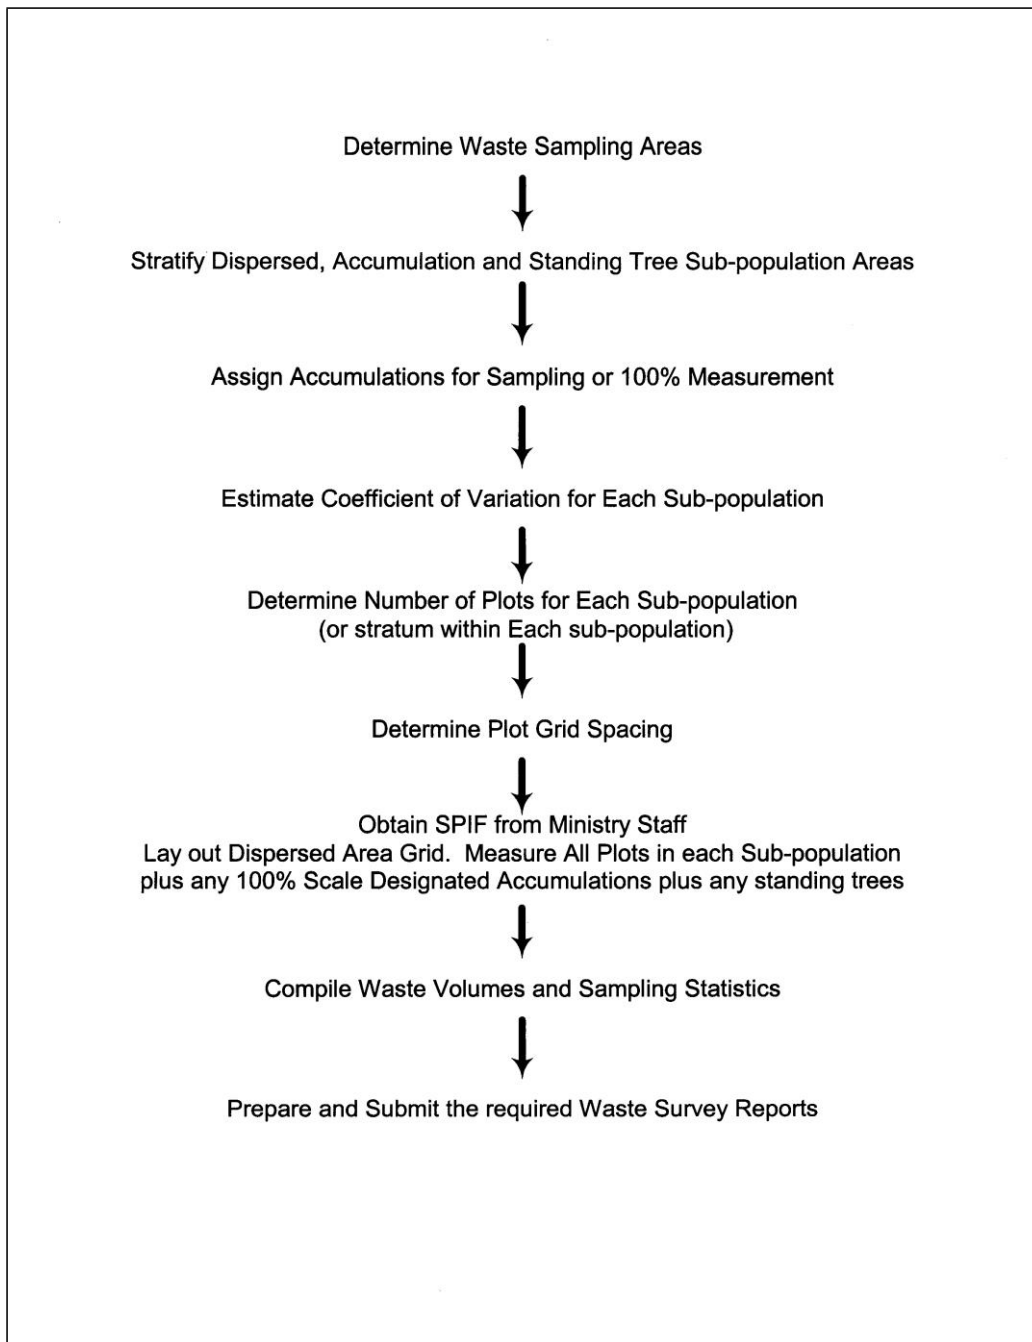 Determine Waste Sampling Areas
Stratify Dispersed, Accumulation and Standing Tree Sub-population Areas
Assign Accumulations for Sampling or 100% Measurement
Estimate Coefficient of Variation for Each Sub-population
Determine Number of Plots for Each Sub-population
(or stratum within Each sub-population)
Determine Plot Grid Spacing
Obtain SPIF from Ministry Staff
Lay out Dispersed Area Grid.  Measure All Plots in each Sub-population
plus any 100% Scale Designated Accumulations plus any standing trees
Compile Waste Volumes and Sampling Statistics
Prepare and Submit the required Waste Survey Reports